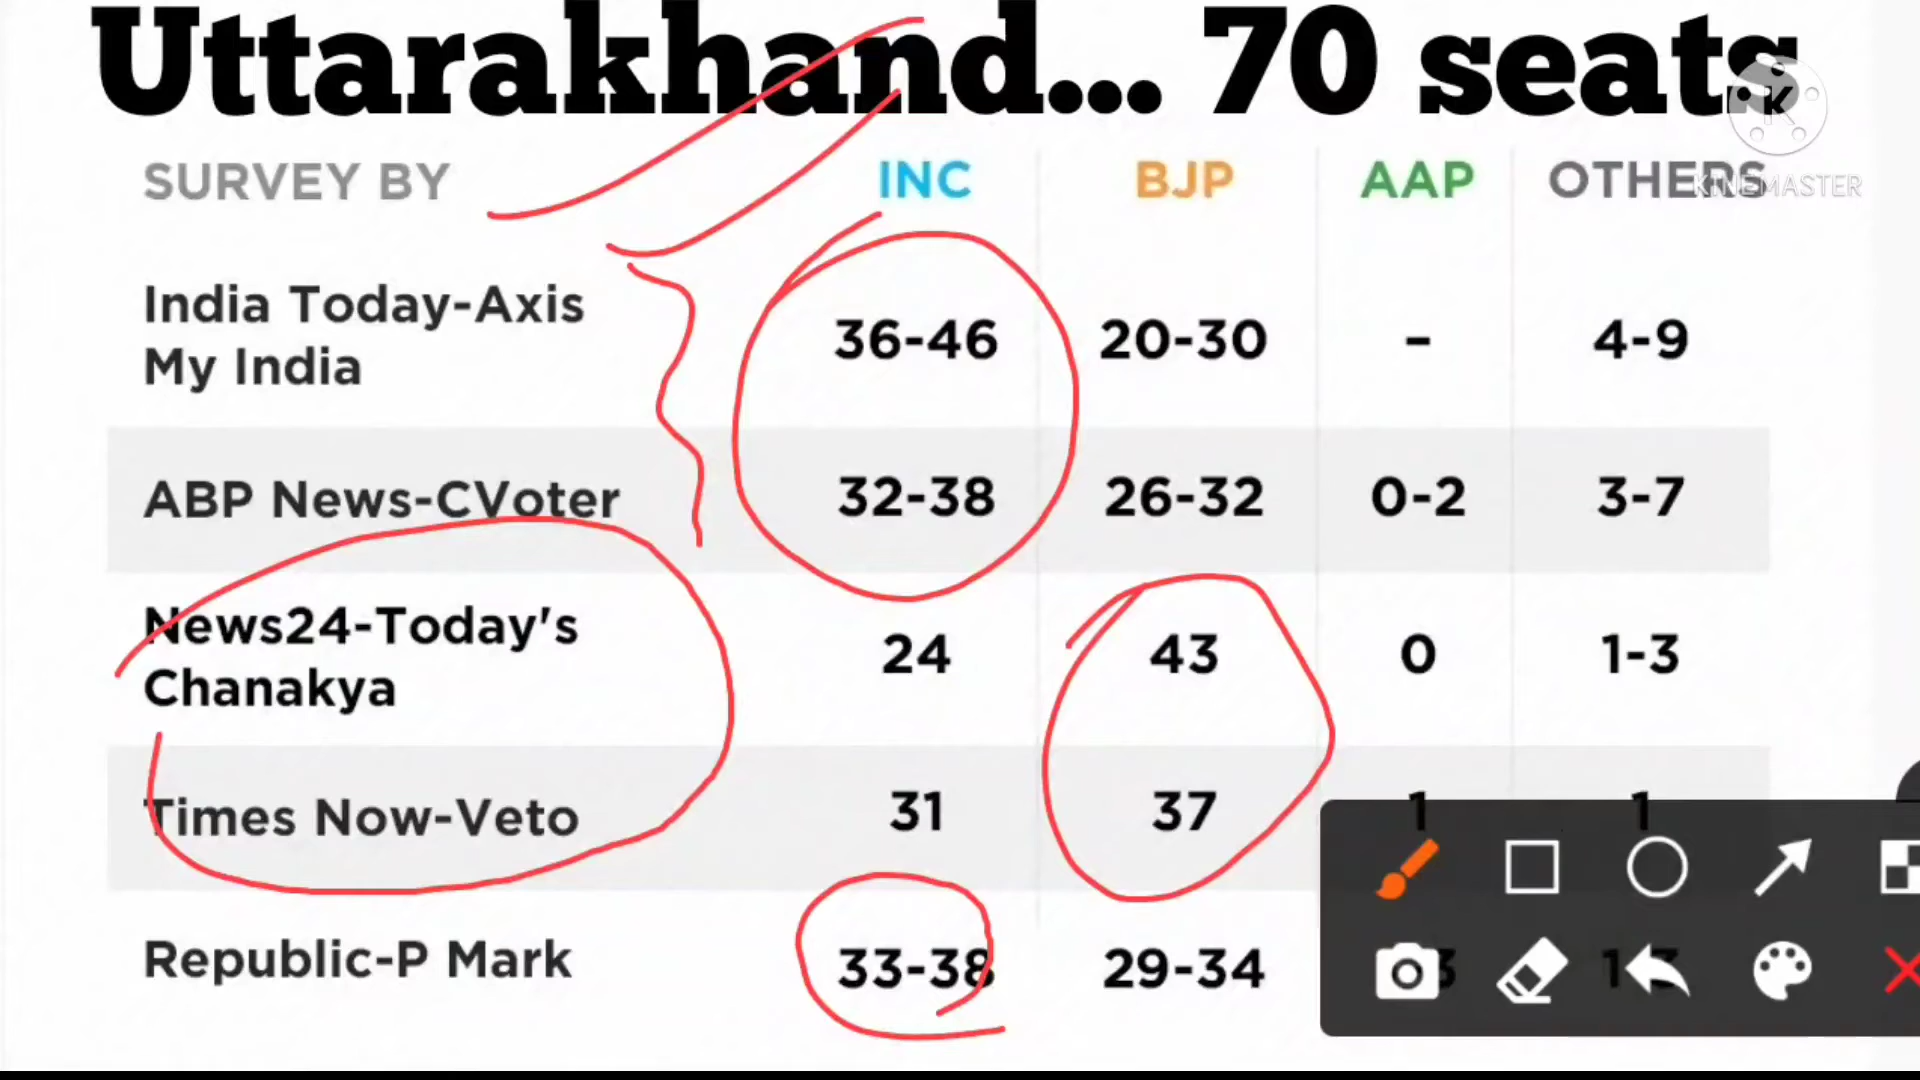 Uttarakhand... 70 seats
SURVEY BY INC BJP AAP OTHERS
KINEMASTER
India Today-Axis
My India 36-46 20-30 - 4-9
ABP News-CVoter 32-38 26-32 0-2 3-7
News24-Today's
Chanakya 24 43 0 1-3
Times Now-Veto 31 37 1 1
Republic-P Mark 33-38 29-34